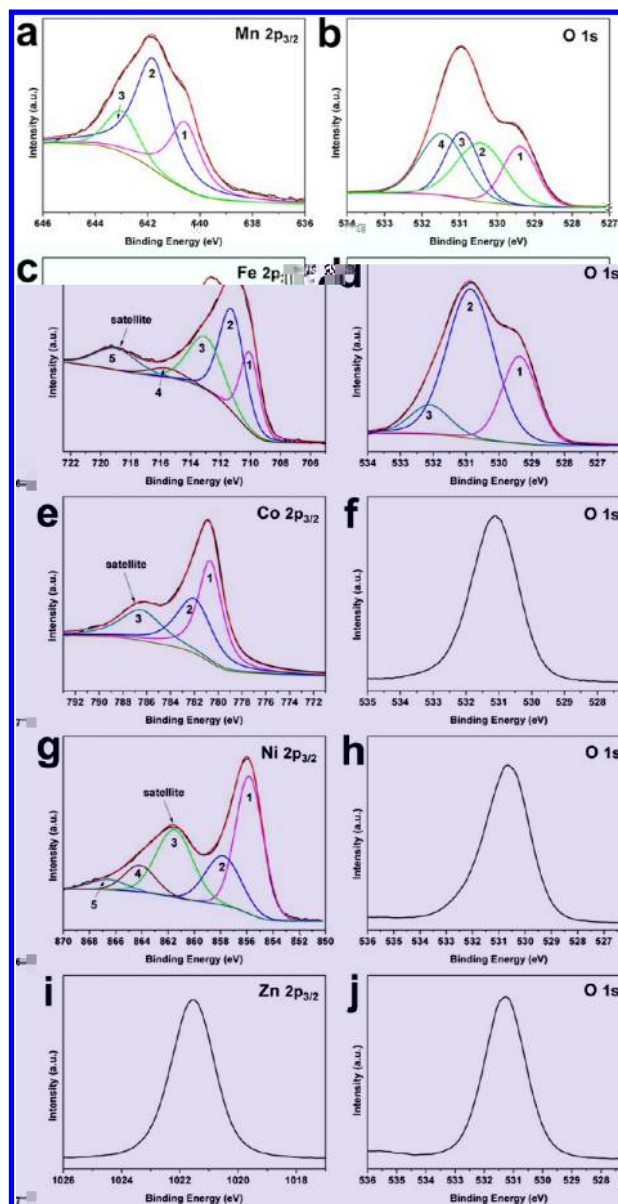 a
Mn 2p3/2
3
2
1
Intensity (a.u.)
646 644 642 640 638 636
Binding Energy (eV)
b
O 1s
4 3 2 1
Intensity (a.u.)
533 532 531 530 529 528 527
Binding Energy (eV)
c
Fe 2p
satellite
5
4
3
2
1
Intensity (a.u.)
722 720 718 716 714 712 710 708 706
Binding Energy (eV)
O 1s
2
1
3
Intensity (a.u.)
534 533 532 531 530 529 528 527
Binding Energy (eV)
e
Co 2p3/2
satellite
3
2
1
Intensity (a.u.)
792 790 788 786 784 782 780 778 776 774 772
Binding Energy (eV)
f
O 1s
Intensity (a.u.)
535 534 533 532 531 530 529 528
Binding Energy (eV)
g
Ni 2p3/2
satellite
5
4
3
2
1
Intensity (a.u.)
870 868 866 864 862 860 858 856 854 852 850
Binding Energy (eV)
h
O 1s
Intensity (a.u.)
536 535 534 533 532 531 530 529 528 527
Binding Energy (eV)
i
Zn 2p3/2
Intensity (a.u.)
1026 1024 1022 1020 1018
Binding Energy (eV)
j
O 1s
Intensity (a.u.)
536 535 534 533 532 531 530 529 528
Binding Energy (eV)